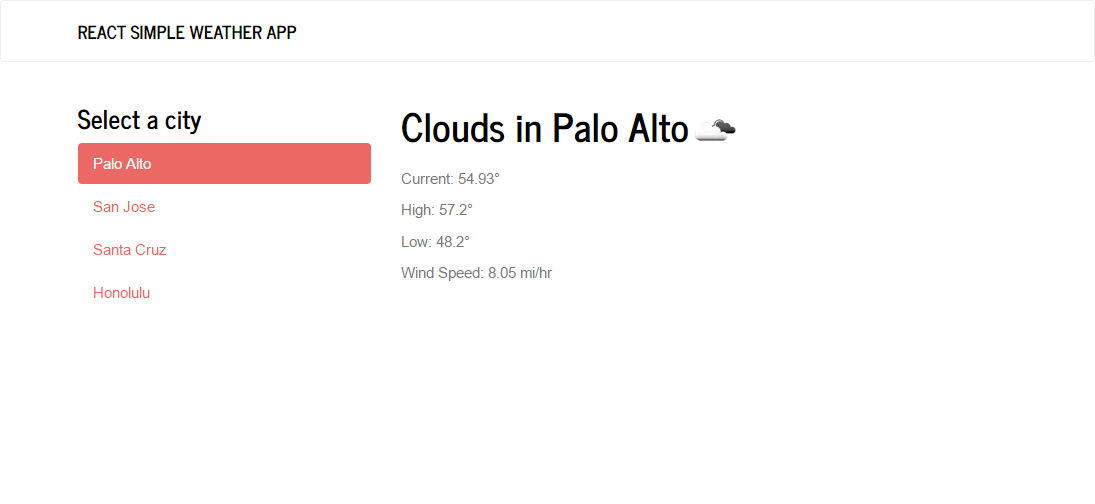 REACT SIMPLE WEATHER APP
Select a city
Palo Alto
San Jose
Santa Cruz
Honolulu
Clouds in Palo Alto
Current: 54.93°
High: 57.2°
Low: 48.2°
Wind Speed: 8.05 mi/hr